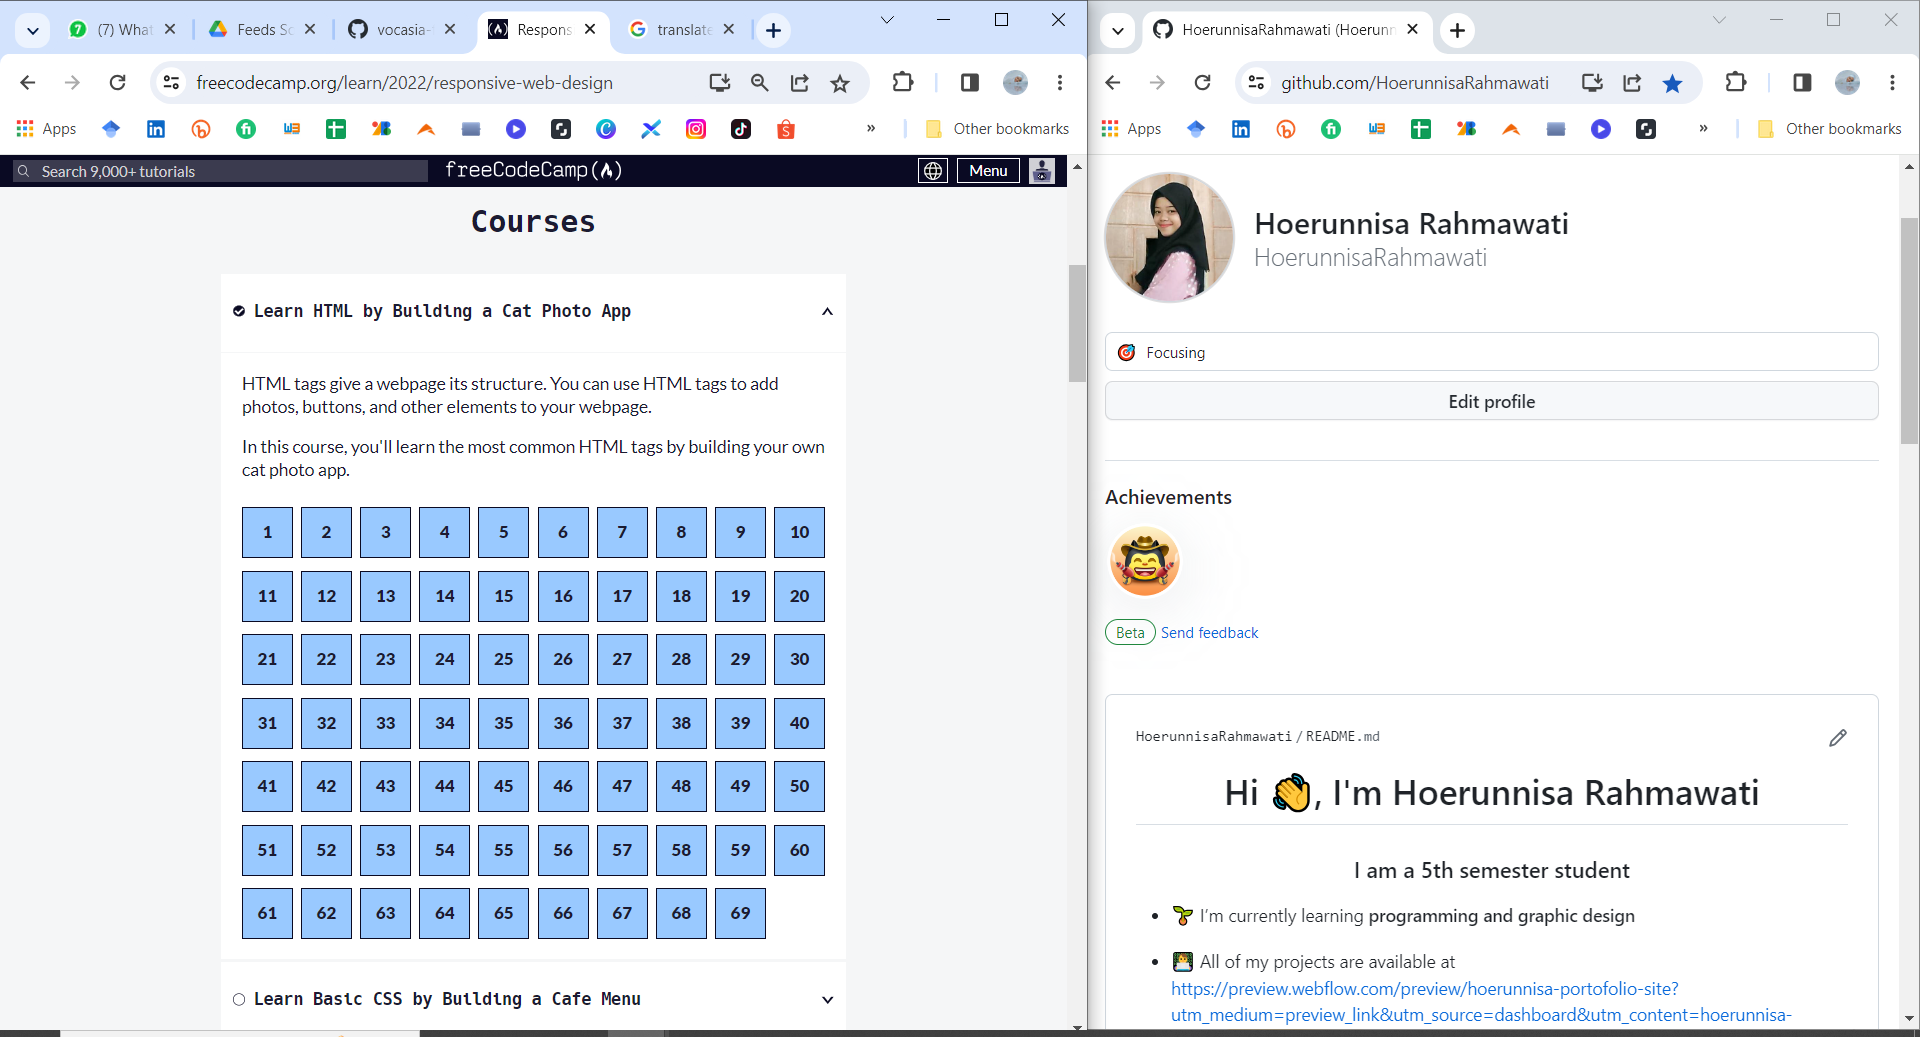 (7) What
Feeds Sc
vocasia-
Respons
translate
freecodecamp.org/learn/2022/responsive-web-design
Apps
Other bookmarks
Search 9,000+ tutorials
freeCodeCamp
Menu
Courses
Learn HTML by Building a Cat Photo App
HTML tags give a webpage its structure. You can use HTML tags to add
photos, buttons, and other elements to your webpage.
In this course, you'll learn the most common HTML tags by building your own
cat photo app.
1 2 3 4 5 6 7 8 9 10
11 12 13 14 15 16 17 18 19 20
21 22 23 24 25 26 27 28 29 30
31 32 33 34 35 36 37 38 39 40
41 42 43 44 45 46 47 48 49 50
51 52 53 54 55 56 57 58 59 60
61 62 63 64 65 66 67 68 69
Learn Basic CSS by Building a Cafe Menu
HoerunnisaRahmawati (Hoerunn
github.com/HoerunnisaRahmawati
Apps
Other bookmarks
Hoerunnisa Rahmawati
HoerunnisaRahmawati
🎯 Focusing
Edit profile
Achievements
Beta Send feedback
HoerunnisaRahmawati / README.md
Hi 👋, I'm Hoerunnisa Rahmawati
I am a 5th semester student
• 🌱 I'm currently learning programming and graphic design
• 👨‍💻 All of my projects are available at
https://preview.webflow.com/preview/hoerunnisa-portofolio-site?
utm_medium=preview_link&utm_source=dashboard&utm_content=hoerunnisa-